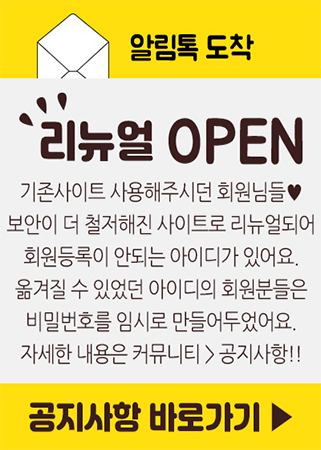 알림톡 도착
리뉴얼 OPEN
기존사이트 사용해주시던 회원님들♥
보안이 더 철저해진 사이트로 리뉴얼되어
회원등록이 안되는 아이디가 있어요.
옮겨질 수 있었던 아이디의 회원분들은
비밀번호를 임시로 만들어두었어요.
자세한 내용은 커뮤니티 > 공지사항!!
공지사항 바로가기 ▶